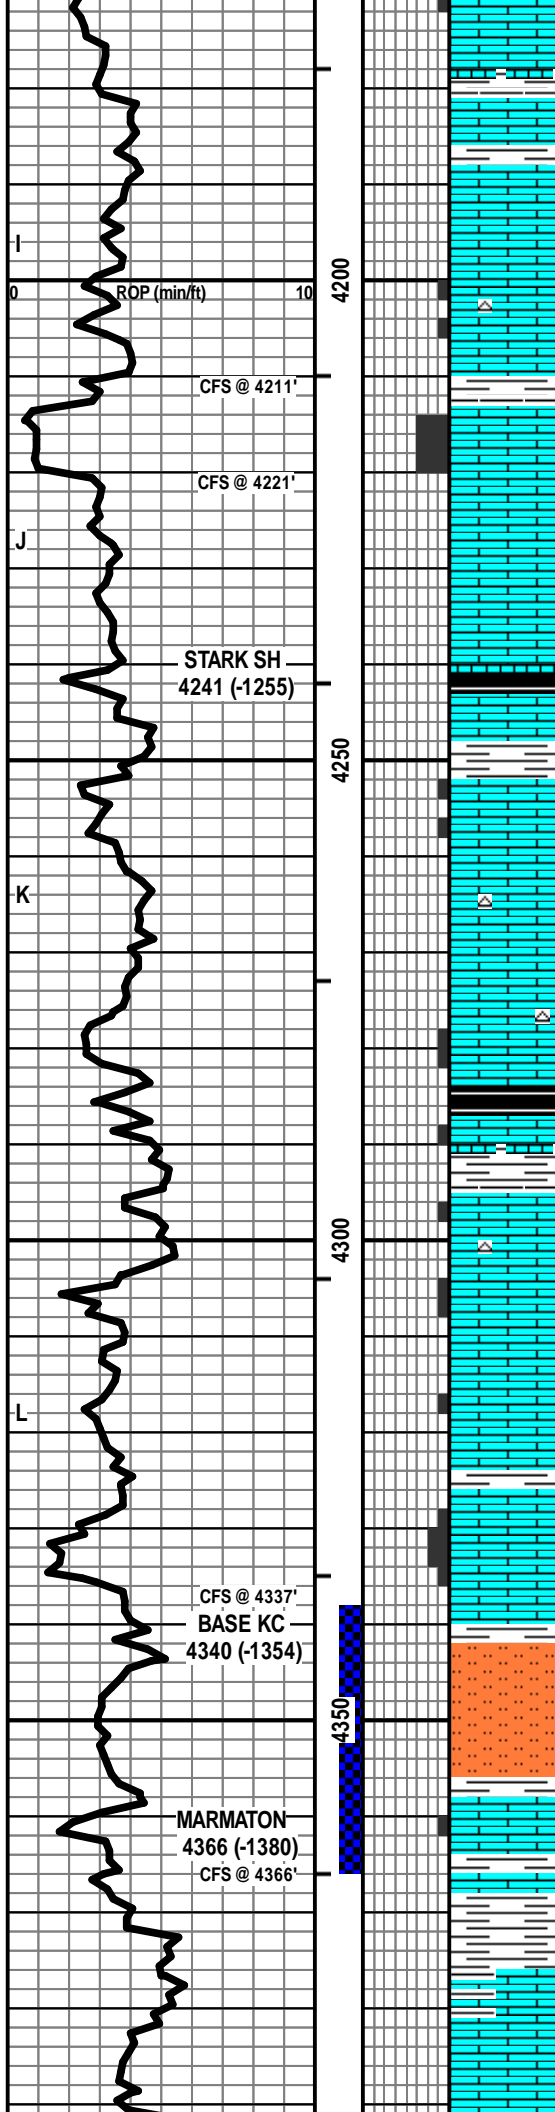 I
4200
0 ROP (min/ft) 10
CFS @ 4211'
CFS @ 4221'
J
STARK SH
4241 (-1255)
4250
K
4300
L
CFS @ 4337'
BASE KC
4340 (-1354)
4350
MARMATON
4366 (-1380)
CFS @ 4366'